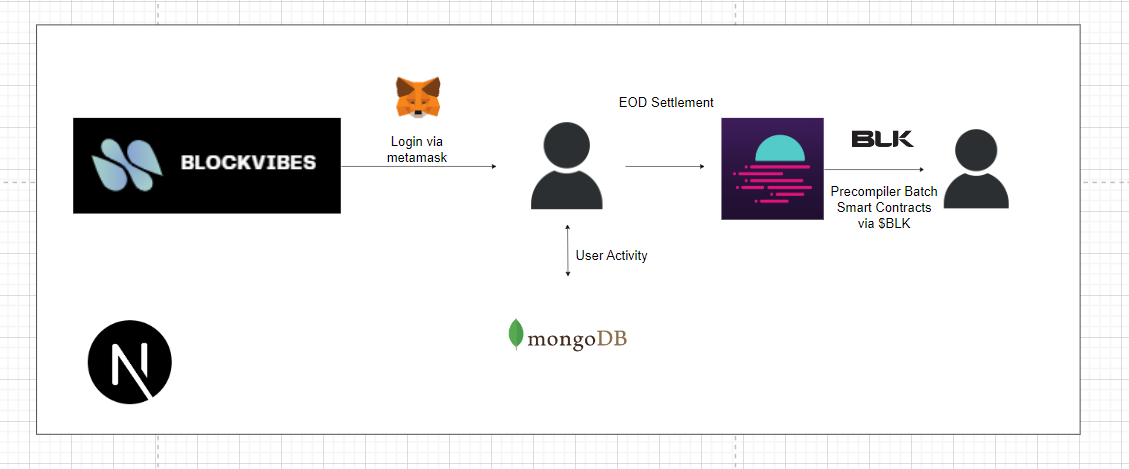 BLOCKVIBES
Login via
metamask
EOD Settlement
BLK
Precompiler Batch
Smart Contracts
via $BLK
User Activity
mongoDB
N